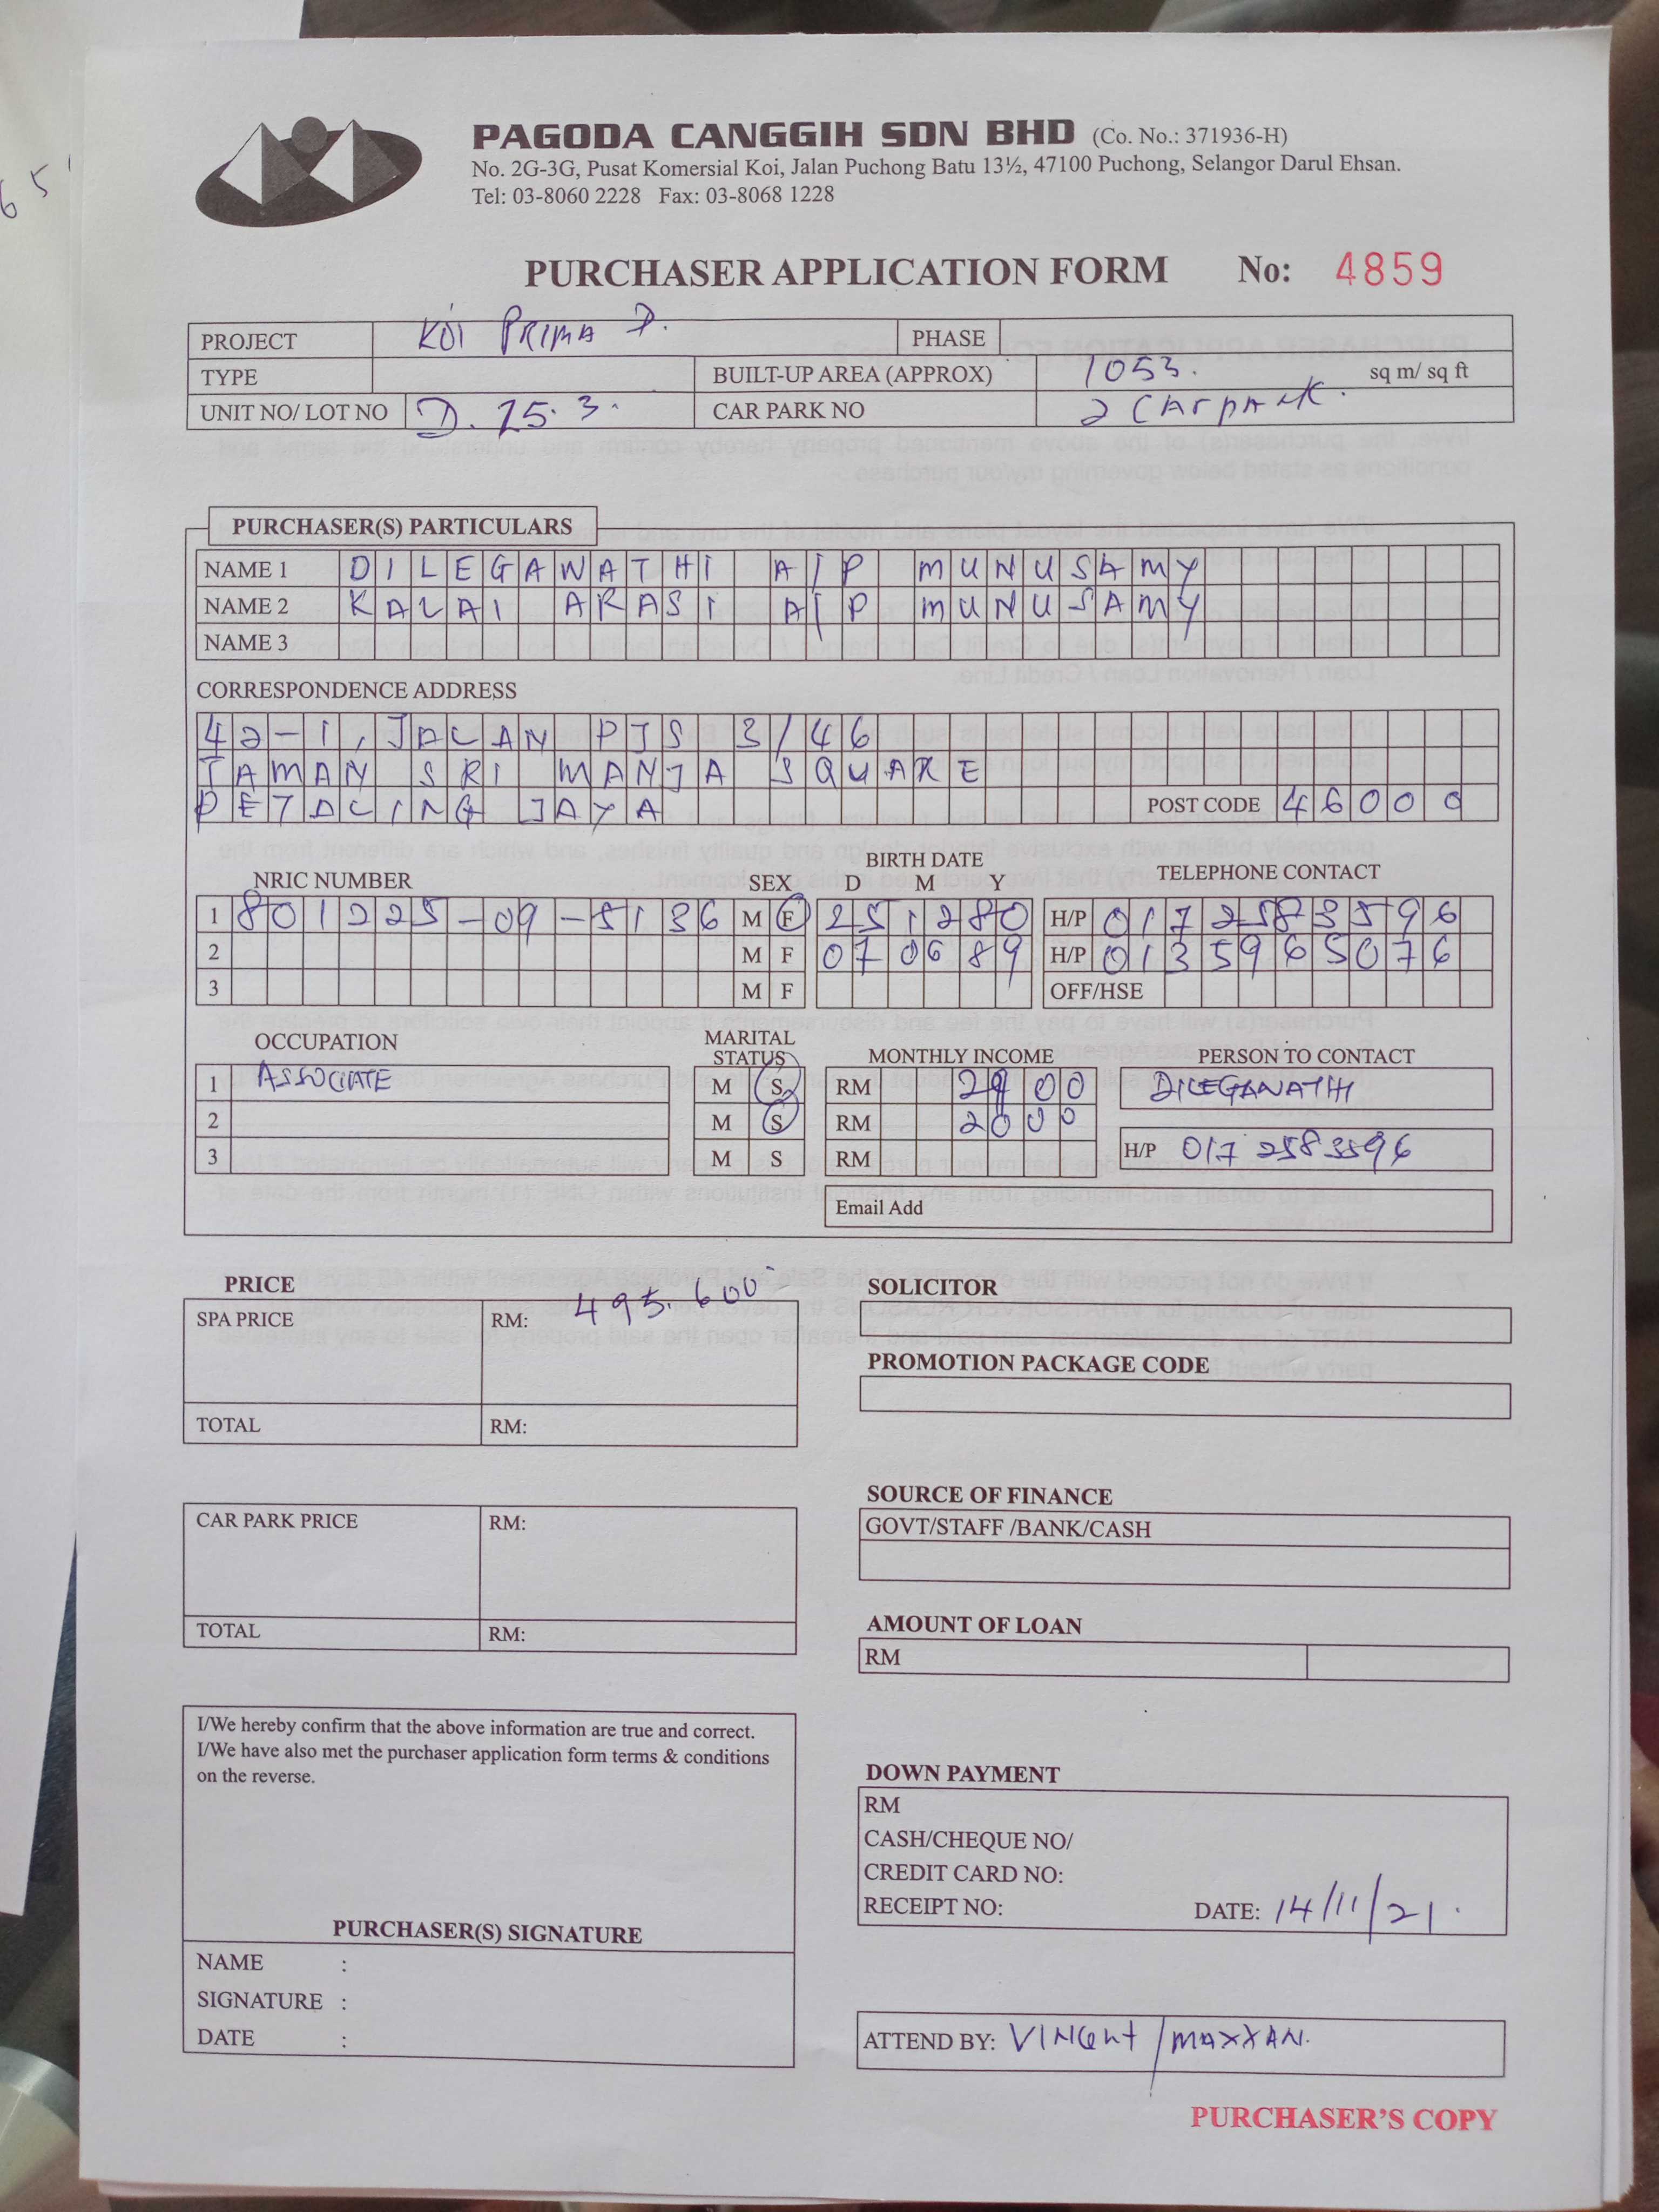 65
PAGODA CANGGIH SDN BHD (Co. No.: 371936-H)
No. 2G-3G, Pusat Komersial Koi, Jalan Puchong Batu 13½, 47100 Puchong, Selangor Darul Ehsan.
Tel: 03-8060 2228 Fax: 03-8068 1228
PURCHASER APPLICATION FORM No: 4859
PROJECT KOI PRIMA D. PHASE
TYPE BUILT-UP AREA (APPROX) 1053. sq m/ sq ft
UNIT NO/ LOT NO D. 25. 3. CAR PARK NO 2 CArpArk.
PURCHASER(S) PARTICULARS
NAME 1 DILEGAWATHI A/P MUNUSAMY
NAME 2 KALAI ARASI A/P MUNUSAMY
NAME 3
CORRESPONDENCE ADDRESS
42-1, JALAN PJS 3/46
TAMAN SRI MANJA SQUARE
PETALING JAYA POST CODE 46000
NRIC NUMBER SEX BIRTH DATE D M Y TELEPHONE CONTACT
1 801225-09-5136 M F 251280 H/P 0172583596
2 M F 070689 H/P 0135965076
3 M F OFF/HSE
OCCUPATION MARITAL STATUS MONTHLY INCOME PERSON TO CONTACT
1 ASSOCIATE M S RM 2900 DILEGAWATHI
2 M S RM 2000
3 M S RM H/P 017 2583596
Email Add
PRICE SOLICITOR
SPA PRICE RM: 495.600
PROMOTION PACKAGE CODE
TOTAL RM:
SOURCE OF FINANCE
CAR PARK PRICE RM: GOVT/STAFF /BANK/CASH
TOTAL RM: AMOUNT OF LOAN
RM
I/We hereby confirm that the above information are true and correct.
I/We have also met the purchaser application form terms & conditions
on the reverse.
DOWN PAYMENT
RM
CASH/CHEQUE NO/
CREDIT CARD NO:
RECEIPT NO: DATE: 14/11/21.
PURCHASER(S) SIGNATURE
NAME :
SIGNATURE :
DATE :
ATTEND BY: VINCent / MAXXAN.
PURCHASER'S COPY